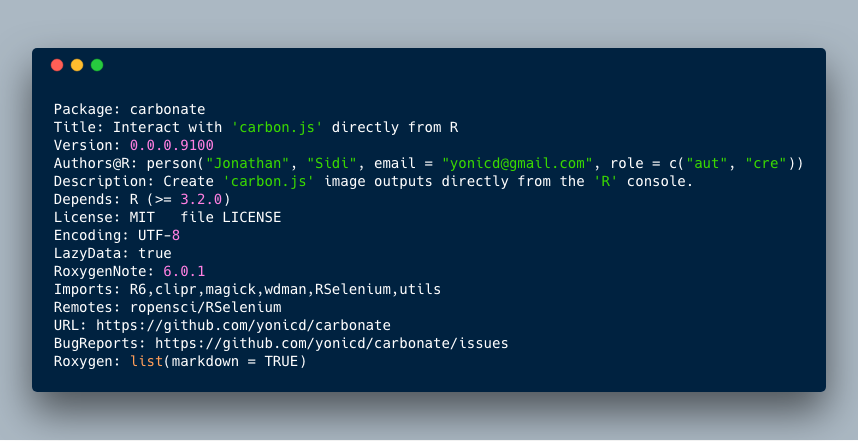 Package: carbonate
Title: Interact with 'carbon.js' directly from R
Version: 0.0.0.9100
Authors@R: person("Jonathan", "Sidi", email = "yonicd@gmail.com", role = c("aut", "cre"))
Description: Create 'carbon.js' image outputs directly from the 'R' console.
Depends: R (>= 3.2.0)
License: MIT   file LICENSE
Encoding: UTF-8
LazyData: true
RoxygenNote: 6.0.1
Imports: R6,clipr,magick,wdman,RSelenium,utils
Remotes: ropensci/RSelenium
URL: https://github.com/yonicd/carbonate
BugReports: https://github.com/yonicd/carbonate/issues
Roxygen: list(markdown = TRUE)